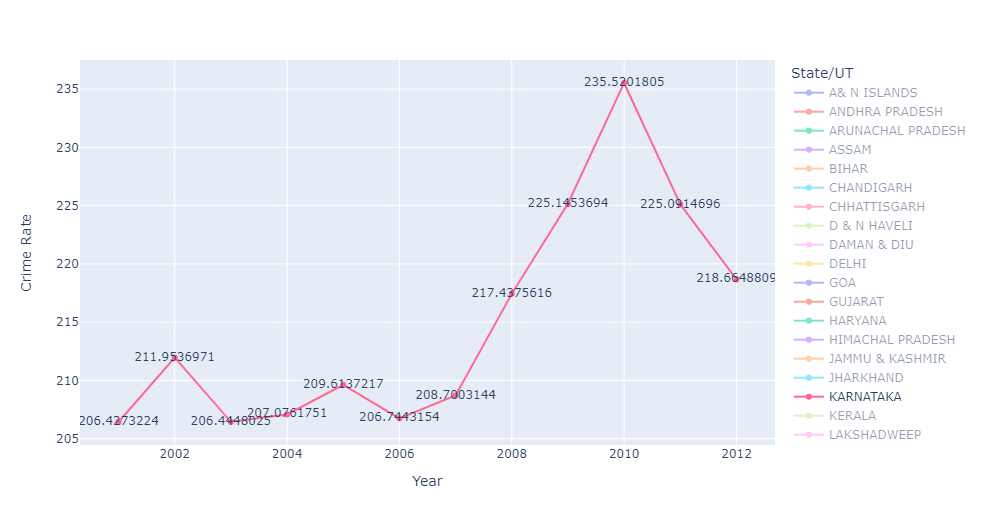 State/UT
A& N ISLANDS
ANDHRA PRADESH
ARUNACHAL PRADESH
ASSAM
BIHAR
CHANDIGARH
CHHATTISGARH
D & N HAVELI
DAMAN & DIU
DELHI
GOA
GUJARAT
HARYANA
HIMACHAL PRADESH
JAMMU & KASHMIR
JHARKHAND
KARNATAKA
KERALA
LAKSHADWEEP
Crime Rate
235
230
225
220
215
210
205
206.4273224
211.9536971
206.4448025
207.0761751
209.6137217
206.7443154
208.7003144
217.4375616
225.1453694
235.5201805
225.0914696
218.6648809
2002 2004 2006 2008 2010 2012
Year